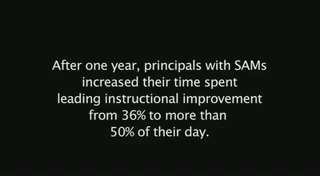 After one year, principals with SAMs
increased their time spent
leading instructional improvement
from 36% to more than
50% of their day.